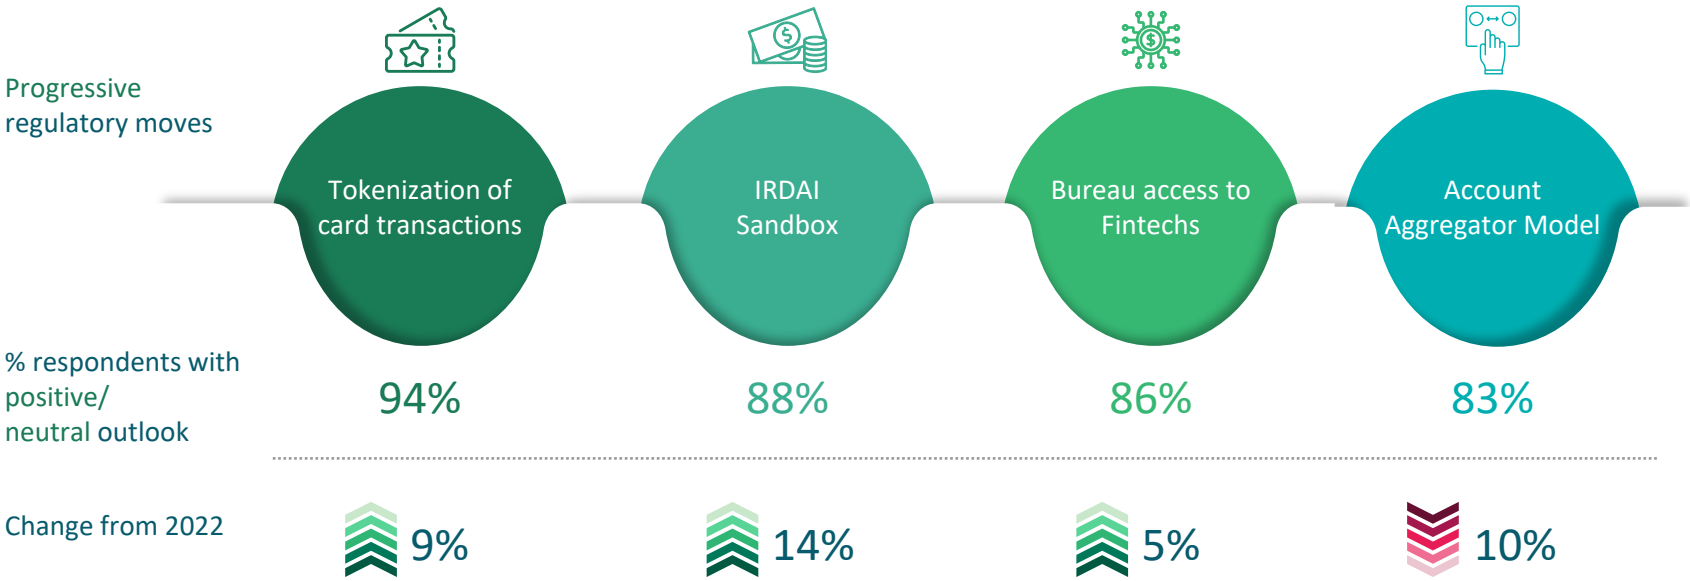 Progressive
regulatory moves
Tokenization of
card transactions
IRDAI
Sandbox
Bureau access to
Fintechs
Account
Aggregator Model
% respondents with
positive/
neutral outlook
94%
88%
86%
83%
Change from 2022
9%
14%
5%
10%